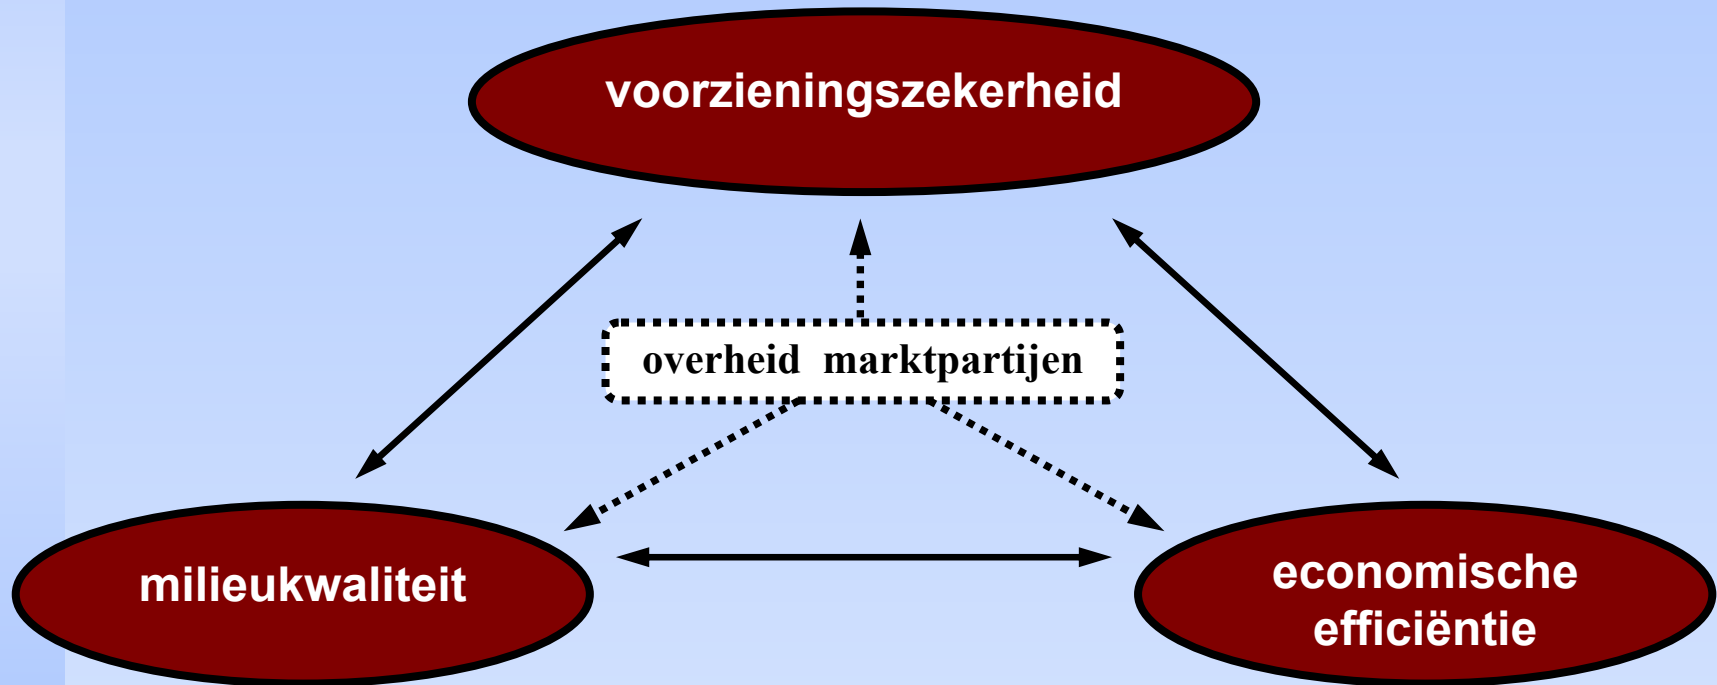 voorzieningszekerheid
overheid marktpartijen
milieukwaliteit
economische
efficiëntie